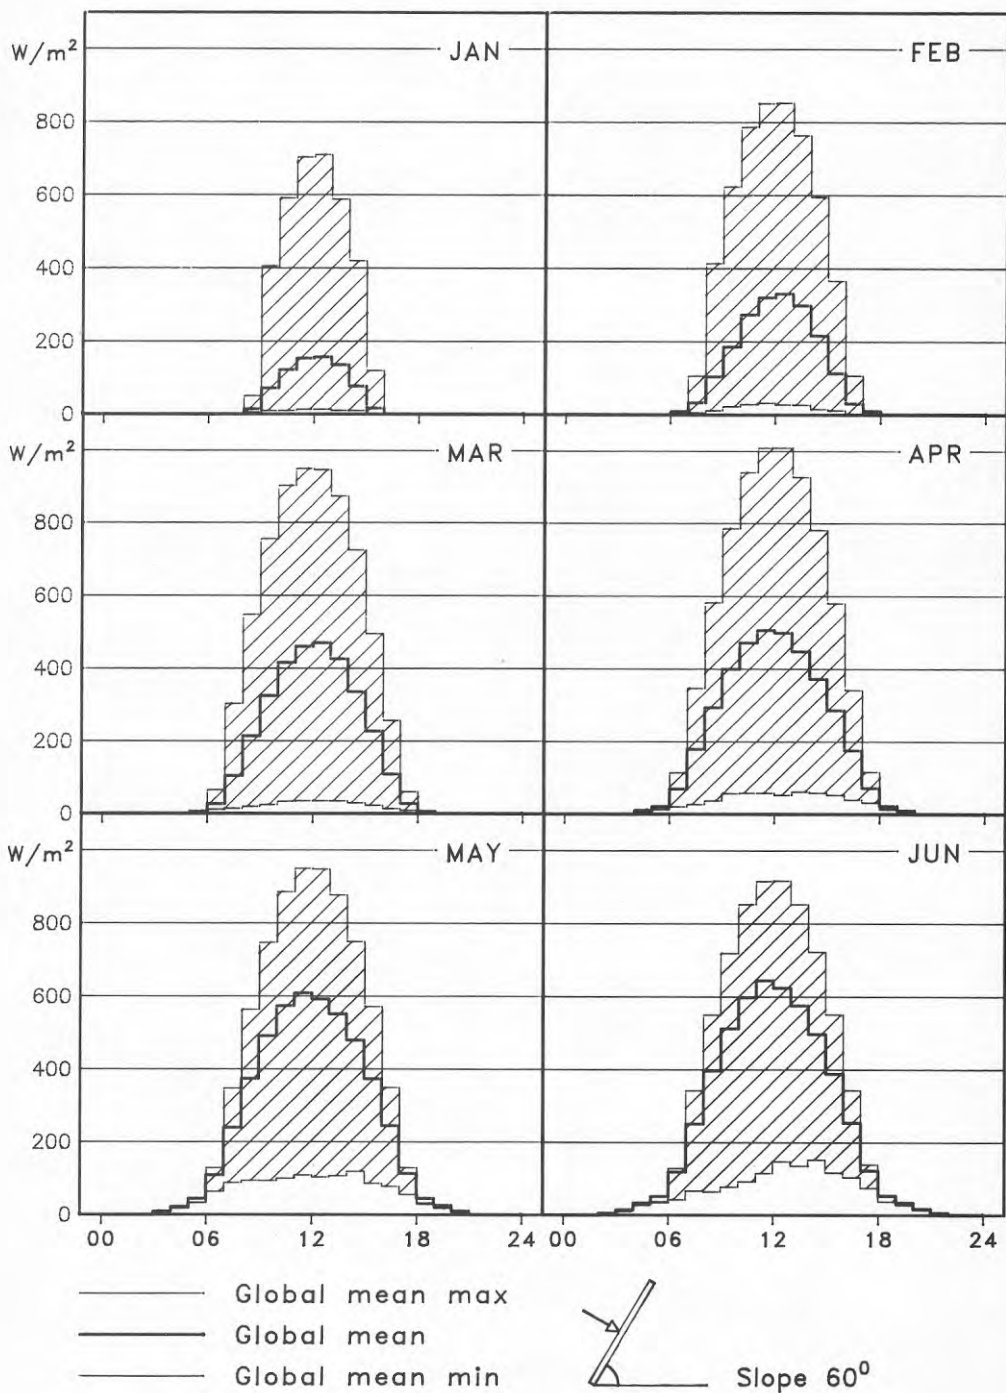 W/m² JAN FEB
800
600
400
200
0
W/m² MAR APR
800
600
400
200
0
W/m² MAY JUN
800
600
400
200
0
00 06 12 18 24 00 06 12 18 24
Global mean max
Global mean
Global mean min
Slope 60⁰